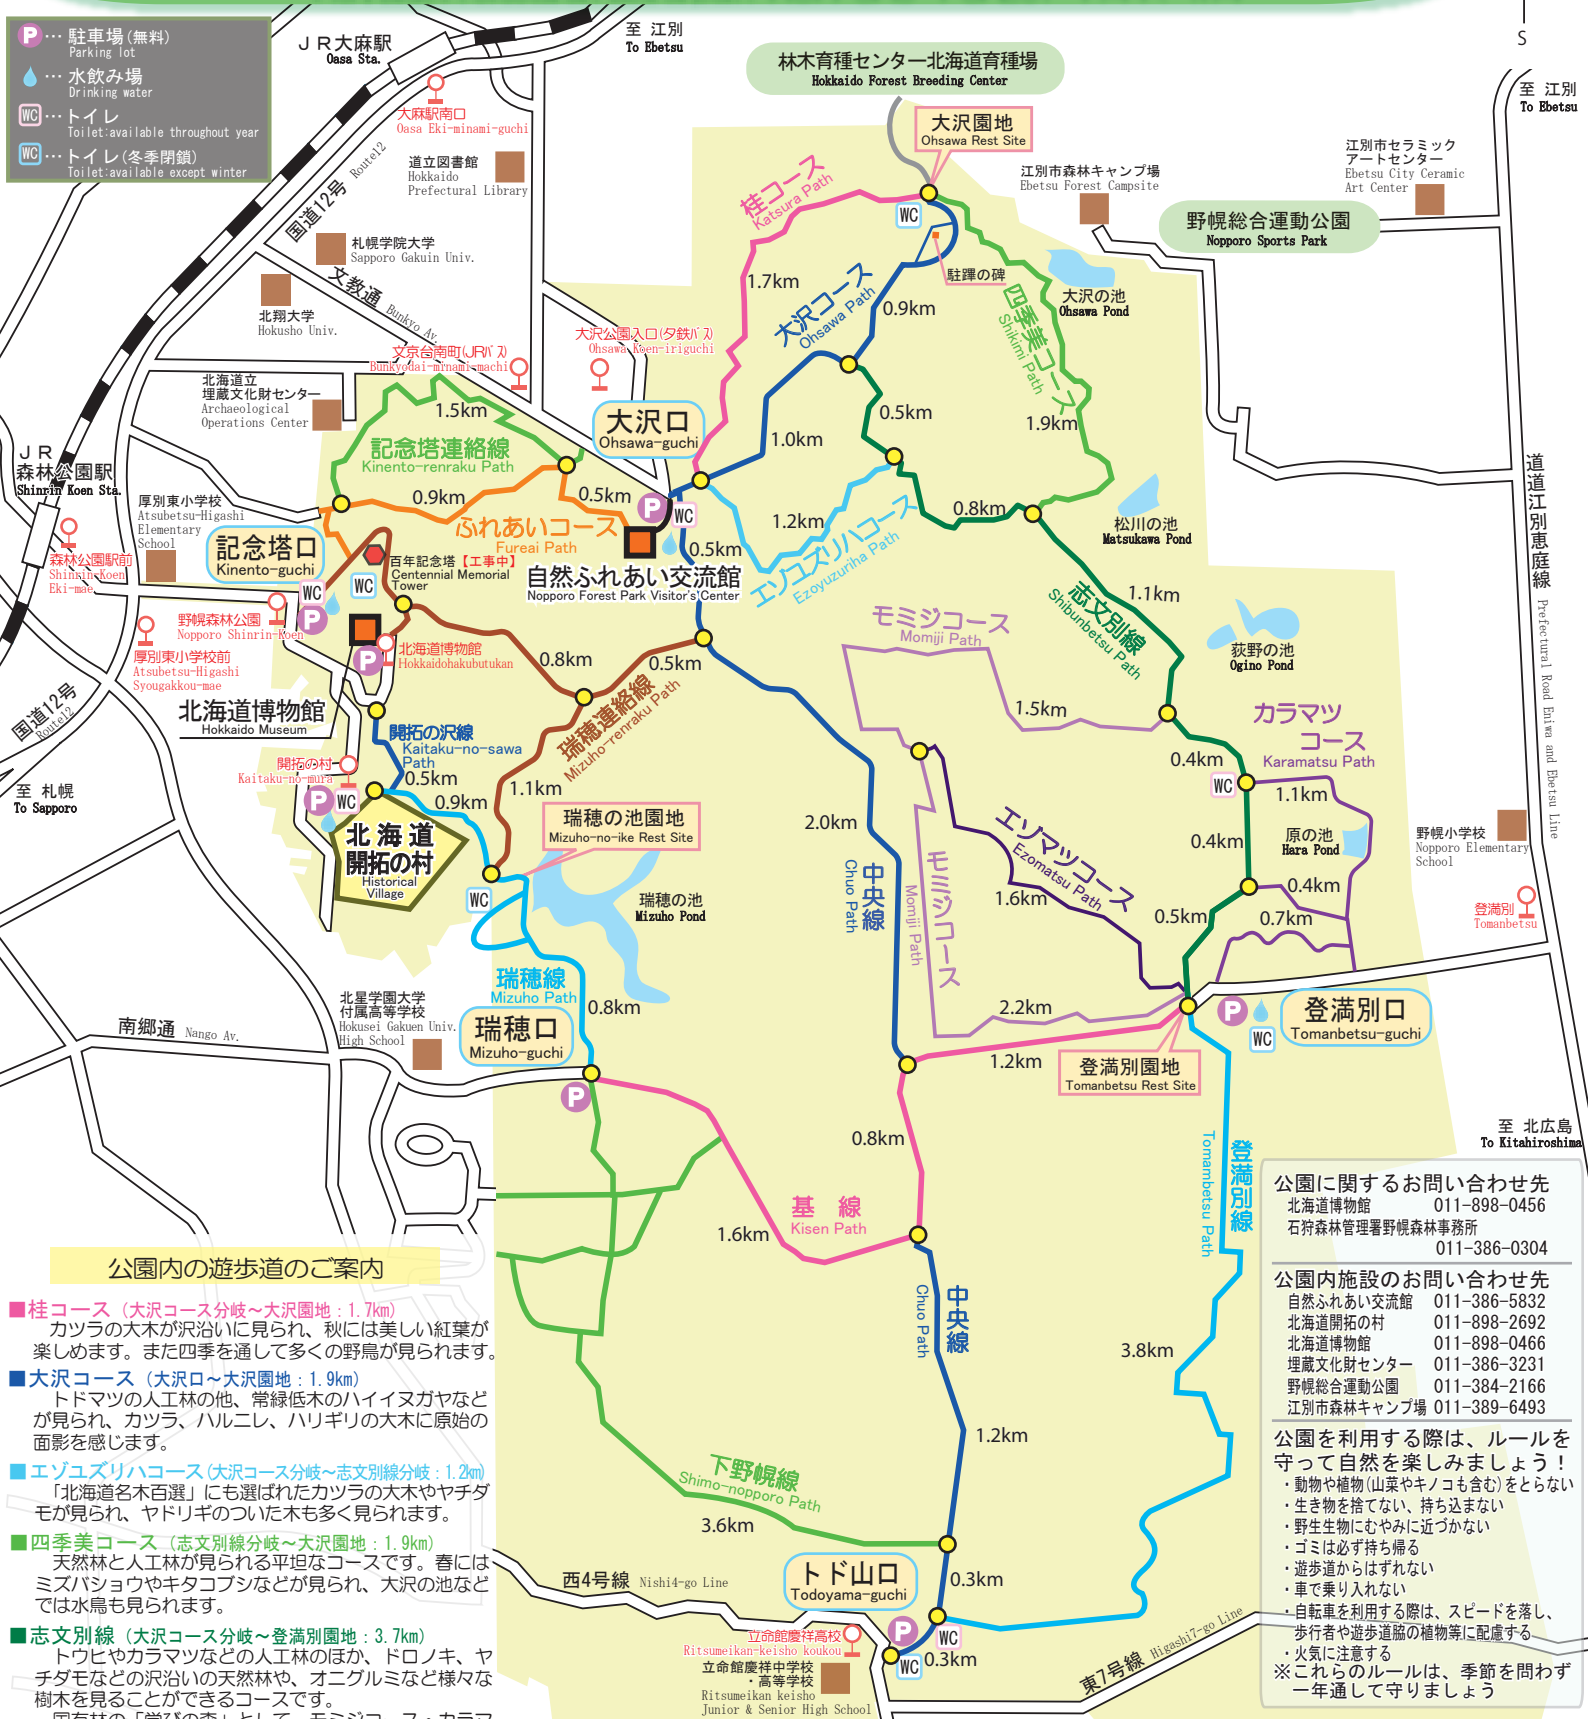 P … 駐車場(無料)
Parking lot
… 水飲み場
Drinking water
WC … トイレ
Toilet:available throughout year
WC … トイレ(冬季閉鎖)
Toilet:available except winter
JR大麻駅
Oasa Sta.
至 江別
To Ebetsu
林木育種センター北海道育種場
Hokkaido Forest Breeding Center
S
至 江別
To Ebetsu
大麻駅南口
Oasa Eki-minami-guchi
道立図書館
Hokkaido
Prefectural Library
国道12号 Route12
大沢園地
Ohsawa Rest Site
江別市森林キャンプ場
Ebetsu Forest Campsite
江別市セラミック
アートセンター
Ebetsu City Ceramic
Art Center
野幌総合運動公園
Nopporo Sports Park
札幌学院大学
Sapporo Gakuin Univ.
文教通 Bunkyo Av.
北翔大学
Hokusho Univ.
桂コース
Katsura Path
1.7km
WC
駐蹕の碑
大沢コース
Ohsawa Path
0.9km
四季美コース
Shikimi Path
大沢の池
Ohsawa Pond
文京台南町(JRバス)
Bunkyodai-minami-machi
大沢公園入口(夕鉄バス)
Ohsawa Koen-iriguchi
北海道立
埋蔵文化財センター
Archaeological
Operations Center
1.5km
記念塔連絡線
Kinento-renraku Path
大沢口
Ohsawa-guchi
1.0km
0.5km
1.9km
JR
森林公園駅
Shinrin Koen Sta.
厚別東小学校
Atsubetsu-Higashi
Elementary
School
0.9km
0.5km
P
WC
1.2km
0.8km
松川の池
Matsukawa Pond
道道江別恵庭線
Prefectural Road Eniwa and Ebetsu Line
ふれあいコース
Fureai Path
0.5km
エゾユズリハコース
Ezoyuzuriha Path
記念塔口
Kinento-guchi
百年記念塔【工事中】
Centennial Memorial
Tower
自然ふれあい交流館
Nopporo Forest Park Visitor's Center
森林公園駅前
Shinrin-Koen
Eki-mae
WC
WC
P
野幌森林公園
Nopporo Shinrin-Koen
厚別東小学校前
Atsubetsu-Higashi
Syougakkou-mae
P
北海道博物館
Hokkaidohakubutukan
0.8km
0.5km
モミジコース
Momiji Path
志文別線
Shibunbetsu Path
1.1km
荻野の池
Ogino Pond
国道12号
Route12
北海道博物館
Hokkaido Museum
開拓の沢線
Kaitaku-no-sawa
Path
瑞穂連絡線
Mizuho-renraku Path
1.5km
カラマツ
コース
Karamatsu Path
0.4km
至 札幌
To Sapporo
開拓の村
Kaitaku-no-mura
0.5km
0.9km
1.1km
P
WC
WC
1.1km
北海道
開拓の村
Historical
Village
瑞穂の池園地
Mizuho-no-ike Rest Site
2.0km
中央線
Chuo Path
エゾマツコース
Ezomatsu Path
0.4km
原の池
Hara Pond
野幌小学校
Nopporo Elementary
School
WC
瑞穂の池
Mizuho Pond
モミジコース
Momiji Path
1.6km
0.5km
0.4km
0.7km
登満別
Tomanbetsu
瑞穂線
Mizuho Path
北星学園大学
付属高等学校
Hokusei Gakuen Univ.
High School
南郷通 Nango Av.
瑞穂口
Mizuho-guchi
0.8km
2.2km
P
WC
登満別口
Tomanbetsu-guchi
1.2km
登満別園地
Tomanbetsu Rest Site
P
0.8km
至 北広島
To Kitahiroshima
登満別線
Tomambetsu Path
基 線
Kisen Path
1.6km
中央線
Chuo Path
3.8km
1.2km
下野幌線
Shimo-nopporo Path
3.6km
西4号線 Nishi4-go Line
トド山口
Todoyama-guchi
0.3km
P
WC
WC
0.3km
立命館慶祥高校
Ritsumeikan-keisho koukou
立命館慶祥中学校
・高等学校
Ritsumeikan keisho
Junior & Senior High School
東7号線 Higashi7-go Line
公園内の遊歩道のご案内
■桂コース(大沢コース分岐～大沢園地：1.7km)
カツラの大木が沢沿いに見られ、秋には美しい紅葉が
楽しめます。また四季を通して多くの野鳥が見られます。
■大沢コース(大沢口～大沢園地：1.9km)
トドマツの人工林の他、常緑低木のハイイヌガヤなど
が見られ、カツラ、ハルニレ、ハリギリの大木に原始の
面影を感じます。
■エゾユズリハコース(大沢コース分岐～志文別線分岐：1.2km)
「北海道名木百選」にも選ばれたカツラの大木やヤチダ
モが見られ、ヤドリギのついた木も多く見られます。
■四季美コース(志文別線分岐～大沢園地：1.9km)
天然林と人工林が見られる平坦なコースです。春には
ミズバショウやキタコブシなどが見られ、大沢の池など
では水鳥も見られます。
■志文別線(大沢コース分岐～登満別園地：3.7km)
トウヒやカラマツなどの人工林のほか、ドロノキ、ヤ
チダモなどの沢沿いの天然林や、オニグルミなど様々な
樹木を見ることができるコースです。
国有林の「学びの森」として、モミジコース・カラマ
公園に関するお問い合わせ先
北海道博物館 011-898-0456
石狩森林管理署野幌森林事務所
011-386-0304
公園内施設のお問い合わせ先
自然ふれあい交流館 011-386-5832
北海道開拓の村 011-898-2692
北海道博物館 011-898-0466
埋蔵文化財センター 011-386-3231
野幌総合運動公園 011-384-2166
江別市森林キャンプ場 011-389-6493
公園を利用する際は、ルールを
守って自然を楽しみましょう！
・動物や植物(山菜やキノコも含む)をとらない
・生き物を捨てない、持ち込まない
・野生生物にむやみに近づかない
・ゴミは必ず持ち帰る
・遊歩道からはずれない
・車で乗り入れない
・自転車を利用する際は、スピードを落し、
歩行者や遊歩道脇の植物等に配慮する
・火気に注意する
※これらのルールは、季節を問わず
一年通して守りましょう